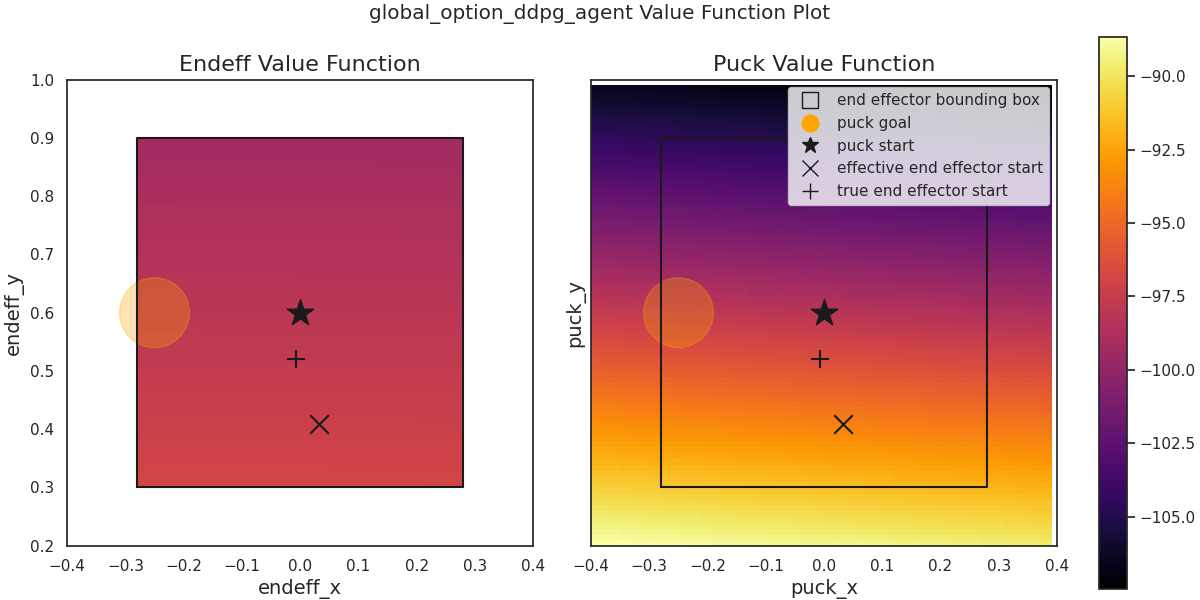 global_option_ddpg_agent Value Function Plot
Endeff Value Function
Puck Value Function
1.0
0.9
0.8
0.7
0.6
0.5
0.4
0.3
0.2
endeff_y
−0.4 −0.3 −0.2 −0.1 0.0 0.1 0.2 0.3 0.4
endeff_x
puck_y
end effector bounding box
puck goal
puck start
effective end effector start
true end effector start
−0.4 −0.3 −0.2 −0.1 0.0 0.1 0.2 0.3 0.4
puck_x
−90.0
−92.5
−95.0
−97.5
−100.0
−102.5
−105.0